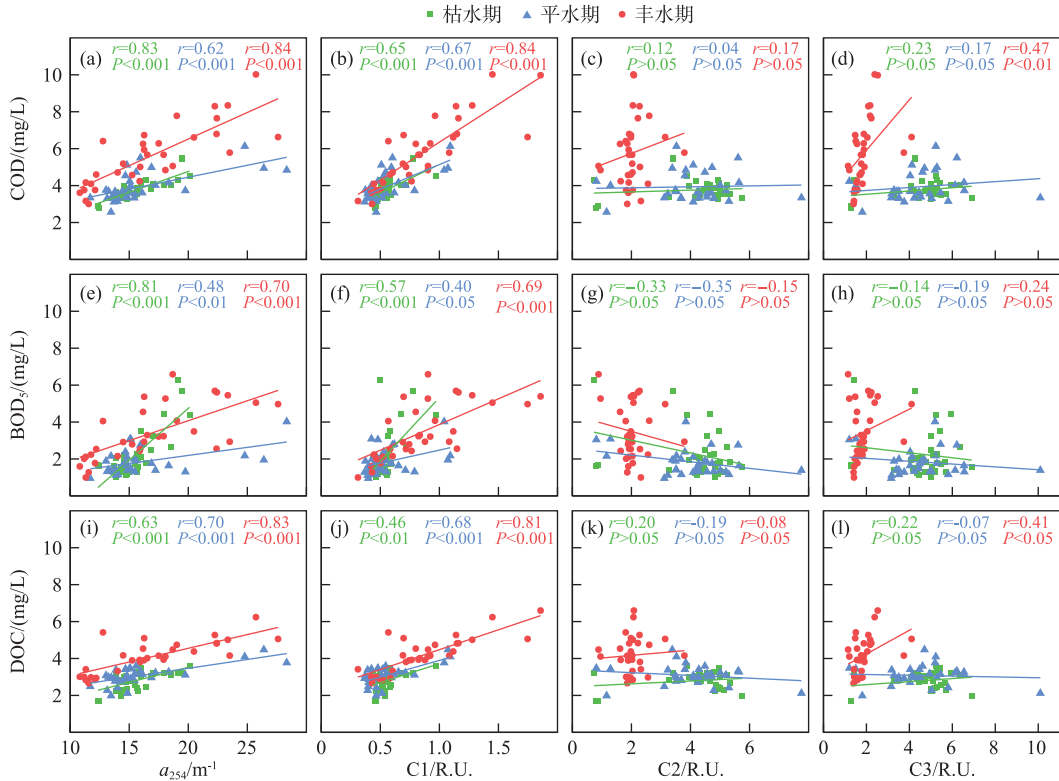 枯水期 平水期 丰水期
(a) r=0.83 r=0.62 r=0.84
P<0.001 P<0.001 P<0.001
(b) r=0.65 r=0.67 r=0.84
P<0.001 P<0.001 P<0.001
(c) r=0.12 r=0.04 r=0.17
P>0.05 P>0.05 P>0.05
(d) r=0.23 r=0.17 r=0.47
P>0.05 P>0.05 P<0.01
COD/(mg/L)
10
8
6
4
2
(e) r=0.81 r=0.48 r=0.70
P<0.001 P<0.01 P<0.001
(f) r=0.57 r=0.40 r=0.69
P<0.001 P<0.05 P<0.001
(g) r=−0.33 r=−0.35 r=−0.15
P>0.05 P>0.05 P>0.05
(h) r=−0.14 r=−0.19 r=0.24
P>0.05 P>0.05 P>0.05
BOD₅/(mg/L)
10
8
6
4
2
(i) r=0.63 r=0.70 r=0.83
P<0.001 P<0.001 P<0.001
(j) r=0.46 r=0.68 r=0.81
P<0.01 P<0.001 P<0.001
(k) r=0.20 r=−0.19 r=0.08
P>0.05 P>0.05 P>0.05
(l) r=0.22 r=−0.07 r=0.41
P>0.05 P>0.05 P<0.05
DOC/(mg/L)
10
8
6
4
2
10 15 20 25 0 0.5 1.0 1.5 0 2 4 6 0 2 4 6 8 10
a₂₅₄/m⁻¹ C1/R.U. C2/R.U. C3/R.U.